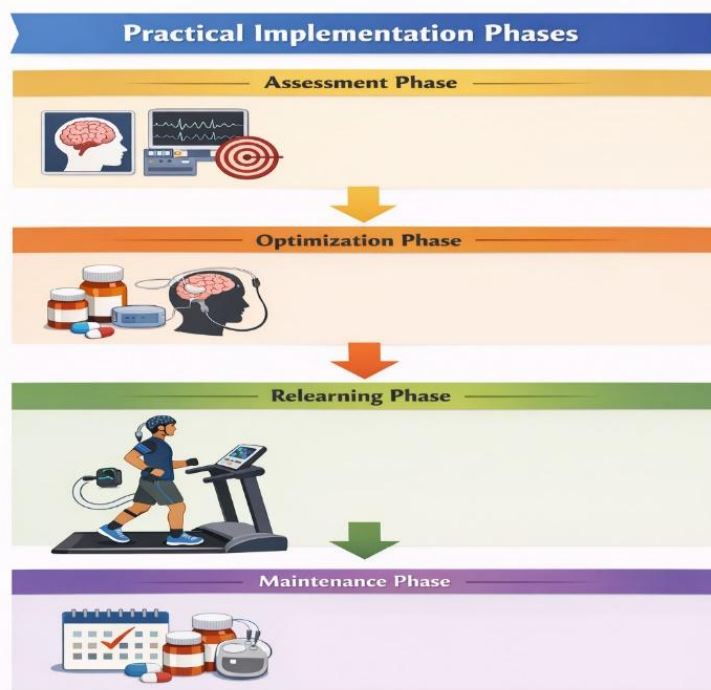 Practical Implementation Phases
Assessment Phase
Optimization Phase
Relearning Phase
Maintenance Phase